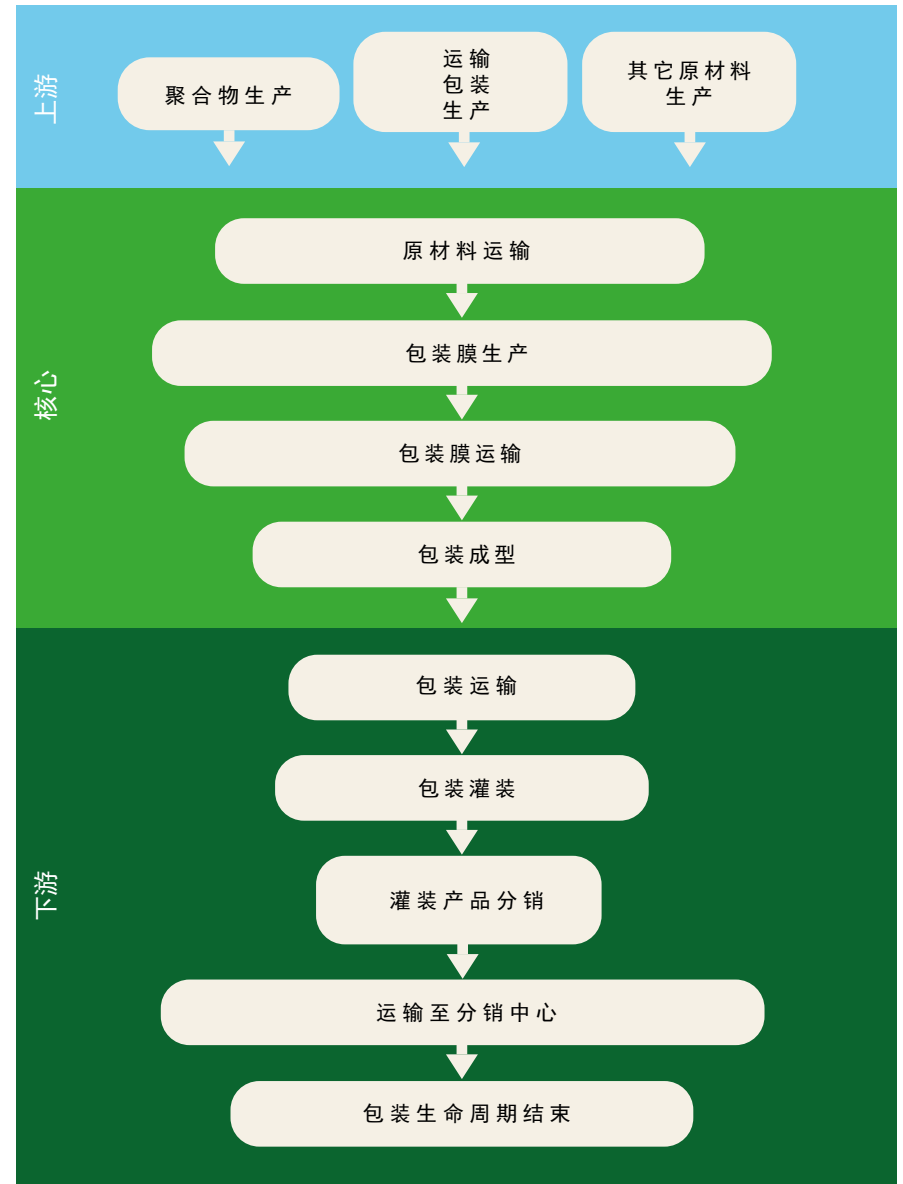 上游
聚合物生产
运输
包装
生产
其它原材料
生产
核心
原材料运输
包装膜生产
包装膜运输
包装成型
下游
包装运输
包装灌装
灌装产品分销
运输至分销中心
包装生命周期结束